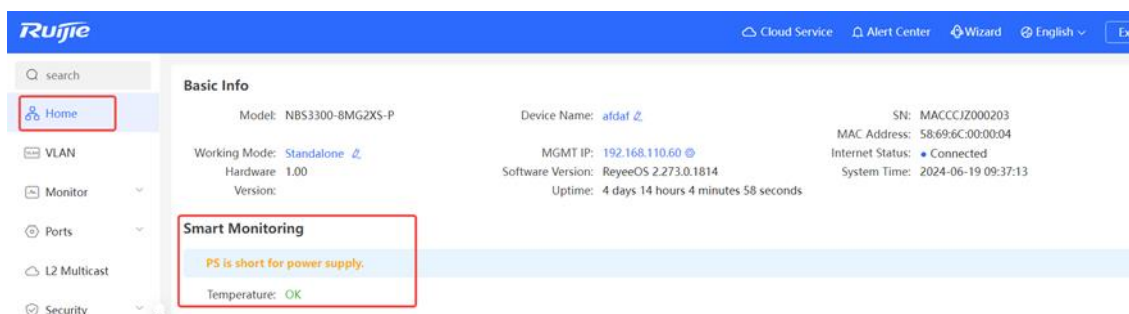 Ruijie
Cloud Service Alert Center Wizard English
search
Home
VLAN
Monitor
Ports
L2 Multicast
Security
Basic Info
Model: NBS3300-8MG2XS-P Device Name: afdaf SN: MACCCJZ000203
MAC Address: 58:69:6C:00:00:04
Working Mode: Standalone MGMT IP: 192.168.110.60 Internet Status: Connected
Hardware 1.00 Software Version: ReyeeOS 2.273.0.1814 System Time: 2024-06-19 09:37:13
Version: Uptime: 4 days 14 hours 4 minutes 58 seconds
Smart Monitoring
PS is short for power supply.
Temperature: OK